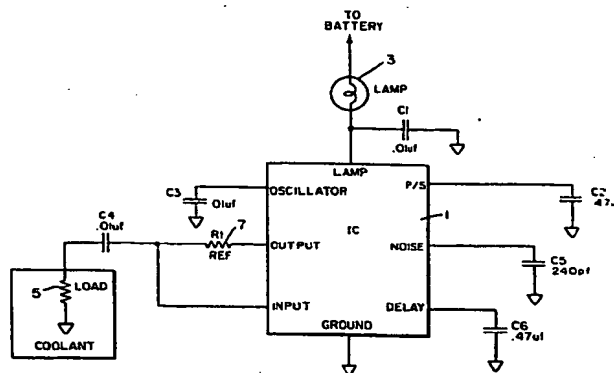 TO
BATTERY
3
LAMP
C1
.01uf
LAMP
OSCILLATOR
P/S
C3
.01uf
C2
.47u
1
C4
.01uf
R1
7
REF
OUTPUT
IC
NOISE
C5
240pf
5
LOAD
INPUT
DELAY
COOLANT
GROUND
C6
.47uf